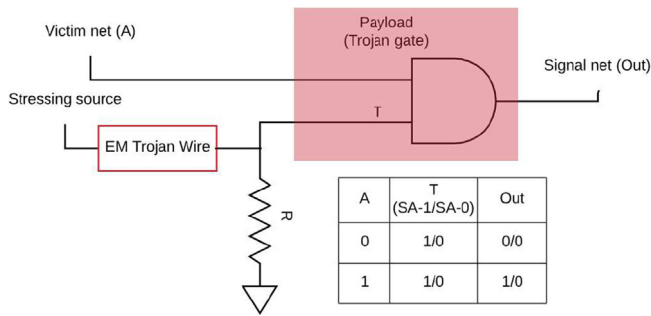 Payload
(Trojan gate)
Victim net (A)
Signal net (Out)
Stressing source
T
EM Trojan Wire
R
A T (SA-1/SA-0) Out
0 1/0 0/0
1 1/0 1/0